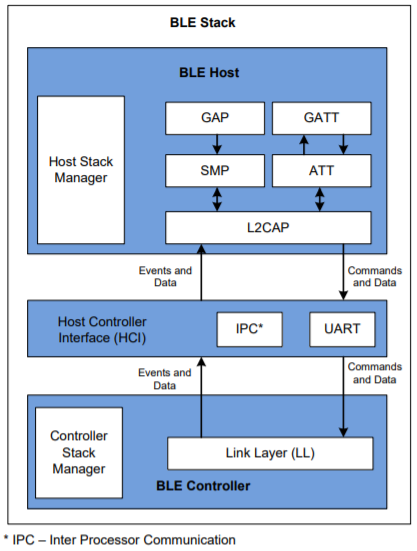 BLE Stack
BLE Host
Host Stack
Manager
GAP
GATT
SMP
ATT
L2CAP
Events and
Data
Commands
and Data
Host Controller
Interface (HCI)
IPC*
UART
Events and
Data
Commands
and Data
Controller
Stack
Manager
Link Layer (LL)
BLE Controller
* IPC – Inter Processor Communication